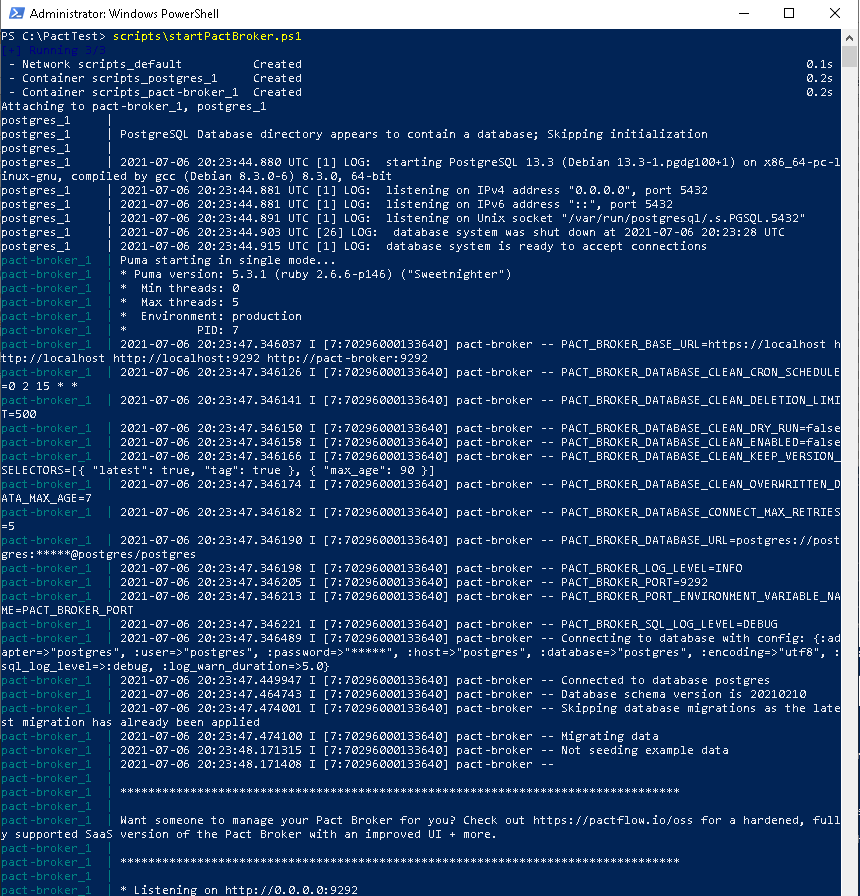 Administrator: Windows PowerShell
PS C:\PactTest> scripts\startPactBroker.ps1
[+] Running 3/3
- Network scripts_default Created 0.1s
- Container scripts_postgres_1 Created 0.2s
- Container scripts_pact-broker_1 Created 0.2s
Attaching to pact-broker_1, postgres_1
postgres_1 |
postgres_1 | PostgreSQL Database directory appears to contain a database; Skipping initialization
postgres_1 |
postgres_1 | 2021-07-06 20:23:44.880 UTC [1] LOG: starting PostgreSQL 13.3 (Debian 13.3-1.pgdg100+1) on x86_64-pc-l
inux-gnu, compiled by gcc (Debian 8.3.0-6) 8.3.0, 64-bit
postgres_1 | 2021-07-06 20:23:44.881 UTC [1] LOG: listening on IPv4 address "0.0.0.0", port 5432
postgres_1 | 2021-07-06 20:23:44.881 UTC [1] LOG: listening on IPv6 address "::", port 5432
postgres_1 | 2021-07-06 20:23:44.891 UTC [1] LOG: listening on Unix socket "/var/run/postgresql/.s.PGSQL.5432"
postgres_1 | 2021-07-06 20:23:44.903 UTC [26] LOG: database system was shut down at 2021-07-06 20:23:28 UTC
postgres_1 | 2021-07-06 20:23:44.915 UTC [1] LOG: database system is ready to accept connections
pact-broker_1 | Puma starting in single mode...
pact-broker_1 | * Puma version: 5.3.1 (ruby 2.6.6-p146) ("Sweetnighter")
pact-broker_1 | * Min threads: 0
pact-broker_1 | * Max threads: 5
pact-broker_1 | * Environment: production
pact-broker_1 | * PID: 7
pact-broker_1 | 2021-07-06 20:23:47.346037 I [7:70296000133640] pact-broker -- PACT_BROKER_BASE_URL=https://localhost h
ttp://localhost http://localhost:9292 http://pact-broker:9292
pact-broker_1 | 2021-07-06 20:23:47.346126 I [7:70296000133640] pact-broker -- PACT_BROKER_DATABASE_CLEAN_CRON_SCHEDULE
=0 2 15 * *
pact-broker_1 | 2021-07-06 20:23:47.346141 I [7:70296000133640] pact-broker -- PACT_BROKER_DATABASE_CLEAN_DELETION_LIMI
T=500
pact-broker_1 | 2021-07-06 20:23:47.346150 I [7:70296000133640] pact-broker -- PACT_BROKER_DATABASE_CLEAN_DRY_RUN=false
pact-broker_1 | 2021-07-06 20:23:47.346158 I [7:70296000133640] pact-broker -- PACT_BROKER_DATABASE_CLEAN_ENABLED=false
pact-broker_1 | 2021-07-06 20:23:47.346166 I [7:70296000133640] pact-broker -- PACT_BROKER_DATABASE_CLEAN_KEEP_VERSION_
SELECTORS=[{ "latest": true, "tag": true }, { "max_age": 90 }]
pact-broker_1 | 2021-07-06 20:23:47.346174 I [7:70296000133640] pact-broker -- PACT_BROKER_DATABASE_CLEAN_OVERWRITTEN_D
ATA_MAX_AGE=7
pact-broker_1 | 2021-07-06 20:23:47.346182 I [7:70296000133640] pact-broker -- PACT_BROKER_DATABASE_CONNECT_MAX_RETRIES
=5
pact-broker_1 | 2021-07-06 20:23:47.346190 I [7:70296000133640] pact-broker -- PACT_BROKER_DATABASE_URL=postgres://post
gres:*****@postgres/postgres
pact-broker_1 | 2021-07-06 20:23:47.346198 I [7:70296000133640] pact-broker -- PACT_BROKER_LOG_LEVEL=INFO
pact-broker_1 | 2021-07-06 20:23:47.346205 I [7:70296000133640] pact-broker -- PACT_BROKER_PORT=9292
pact-broker_1 | 2021-07-06 20:23:47.346213 I [7:70296000133640] pact-broker -- PACT_BROKER_PORT_ENVIRONMENT_VARIABLE_NA
ME=PACT_BROKER_PORT
pact-broker_1 | 2021-07-06 20:23:47.346221 I [7:70296000133640] pact-broker -- PACT_BROKER_SQL_LOG_LEVEL=DEBUG
pact-broker_1 | 2021-07-06 20:23:47.346489 I [7:70296000133640] pact-broker -- Connecting to database with config: {:ad
apter=>"postgres", :user=>"postgres", :password=>"*****", :host=>"postgres", :database=>"postgres", :encoding=>"utf8", :
sql_log_level=>:debug, :log_warn_duration=>5.0}
pact-broker_1 | 2021-07-06 20:23:47.449947 I [7:70296000133640] pact-broker -- Connected to database postgres
pact-broker_1 | 2021-07-06 20:23:47.464743 I [7:70296000133640] pact-broker -- Database schema version is 20210210
pact-broker_1 | 2021-07-06 20:23:47.474001 I [7:70296000133640] pact-broker -- Skipping database migrations as the late
st migration has already been applied
pact-broker_1 | 2021-07-06 20:23:47.474100 I [7:70296000133640] pact-broker -- Migrating data
pact-broker_1 | 2021-07-06 20:23:48.171315 I [7:70296000133640] pact-broker -- Not seeding example data
pact-broker_1 | 2021-07-06 20:23:48.171408 I [7:70296000133640] pact-broker --
pact-broker_1 |
pact-broker_1 | ********************************************************************************
pact-broker_1 |
pact-broker_1 | Want someone to manage your Pact Broker for you? Check out https://pactflow.io/oss for a hardened, full
y supported SaaS version of the Pact Broker with an improved UI + more.
pact-broker_1 |
pact-broker_1 | ********************************************************************************
pact-broker_1 |
pact-broker_1 | * Listening on http://0.0.0.0:9292